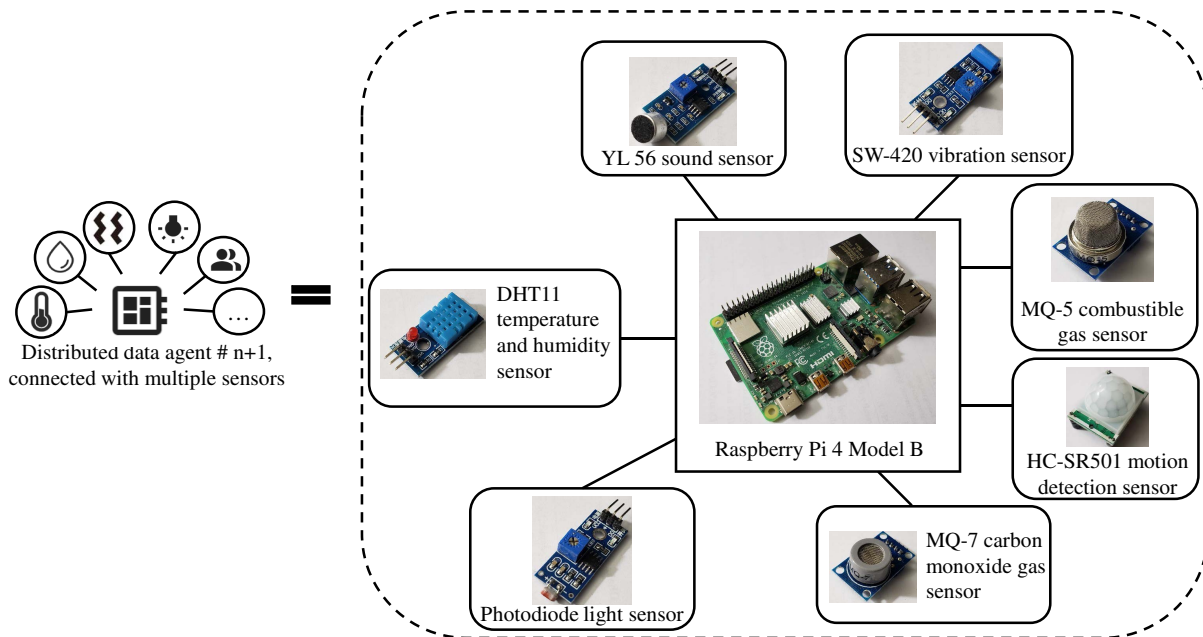 YL 56 sound sensor
SW-420 vibration sensor
...
Distributed data agent # n+1,
connected with multiple sensors
=
DHT11
temperature
and humidity
sensor
MQ-5 combustible
gas sensor
HDMI
Raspberry Pi 4 Model B
HC-SR501 motion
detection sensor
Photodiode light sensor
MQ-7 carbon
monoxide gas
sensor